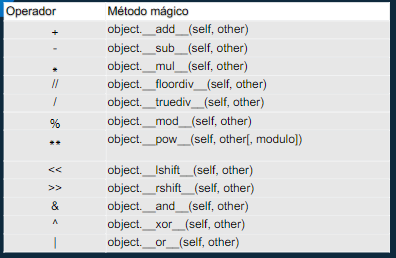 Operador Método mágico
+ object.__add__(self, other)
- object.__sub__(self, other)
* object.__mul__(self, other)
// object.__floordiv__(self, other)
/ object.__truediv__(self, other)
% object.__mod__(self, other)
** object.__pow__(self, other[, modulo])
<< object.__lshift__(self, other)
>> object.__rshift__(self, other)
& object.__and__(self, other)
^ object.__xor__(self, other)
| object.__or__(self, other)